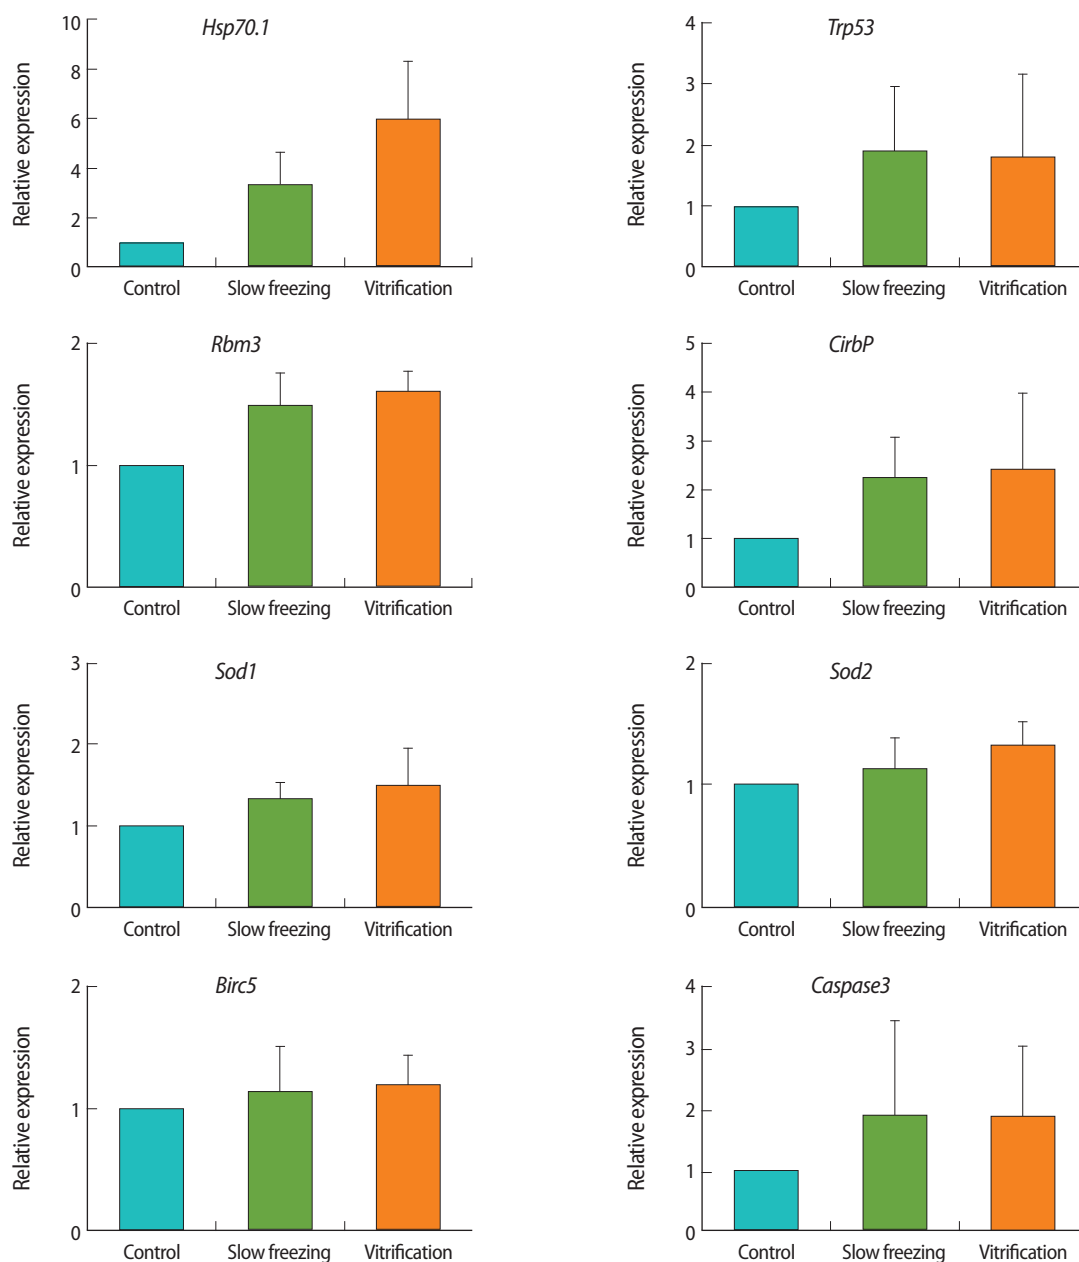 Hsp70.1
Relative expression
10
8
6
4
2
0
Control Slow freezing Vitrification
Trp53
Relative expression
4
3
2
1
0
Control Slow freezing Vitrification
Rbm3
Relative expression
2
1
0
Control Slow freezing Vitrification
CirbP
Relative expression
5
4
3
2
1
0
Control Slow freezing Vitrification
Sod1
Relative expression
3
2
1
0
Control Slow freezing Vitrification
Sod2
Relative expression
2
1
0
Control Slow freezing Vitrification
Birc5
Relative expression
2
1
0
Control Slow freezing Vitrification
Caspase3
Relative expression
4
3
2
1
0
Control Slow freezing Vitrification